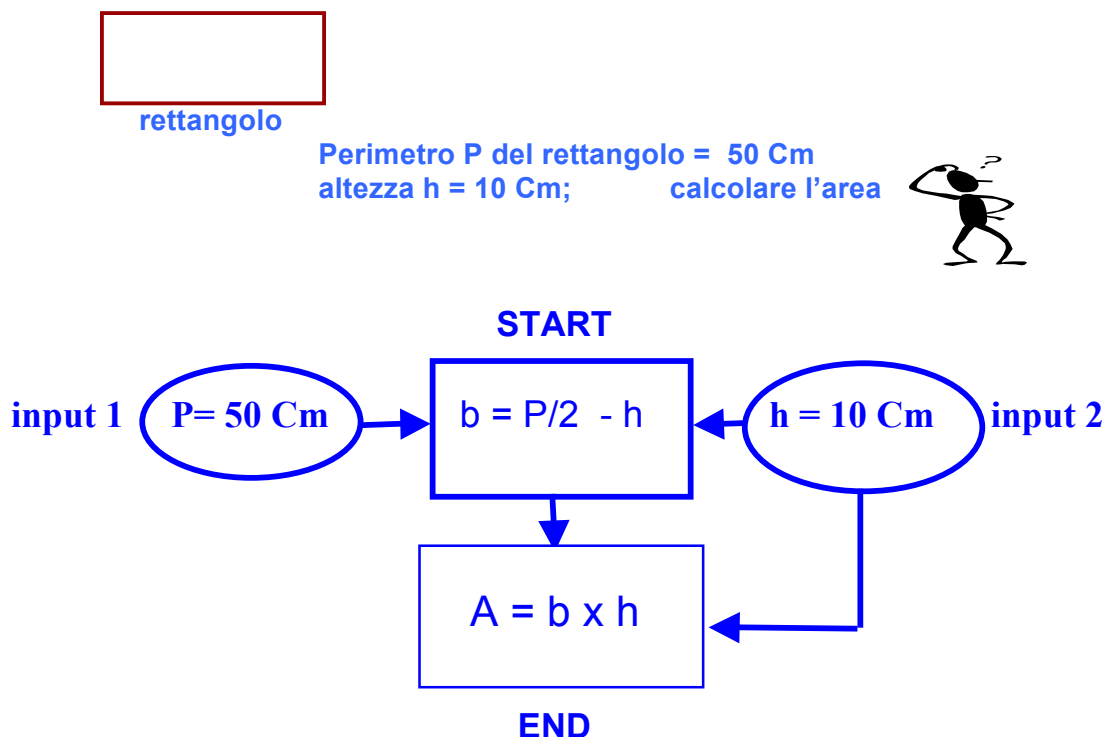 rettangolo
Perimetro P del rettangolo = 50 Cm
altezza h = 10 Cm; calcolare l’area
?
START
input 1 P= 50 Cm b = P/2 - h h = 10 Cm input 2
A = b x h
END